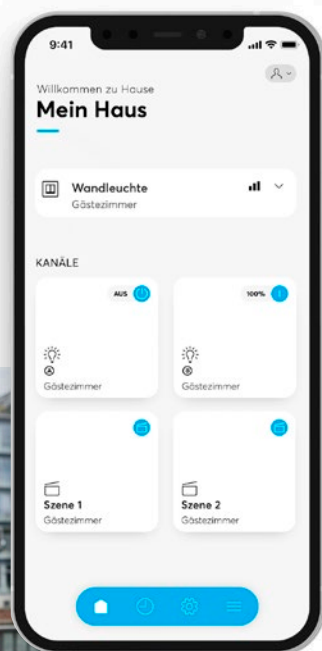 9:41
Willkommen zu Hause
Mein Haus
Wandleuchte
Gästezimmer
KANÄLE
AUS
100%
A
B
Gästezimmer
Gästezimmer
Szene 1
Szene 2
Gästezimmer
Gästezimmer